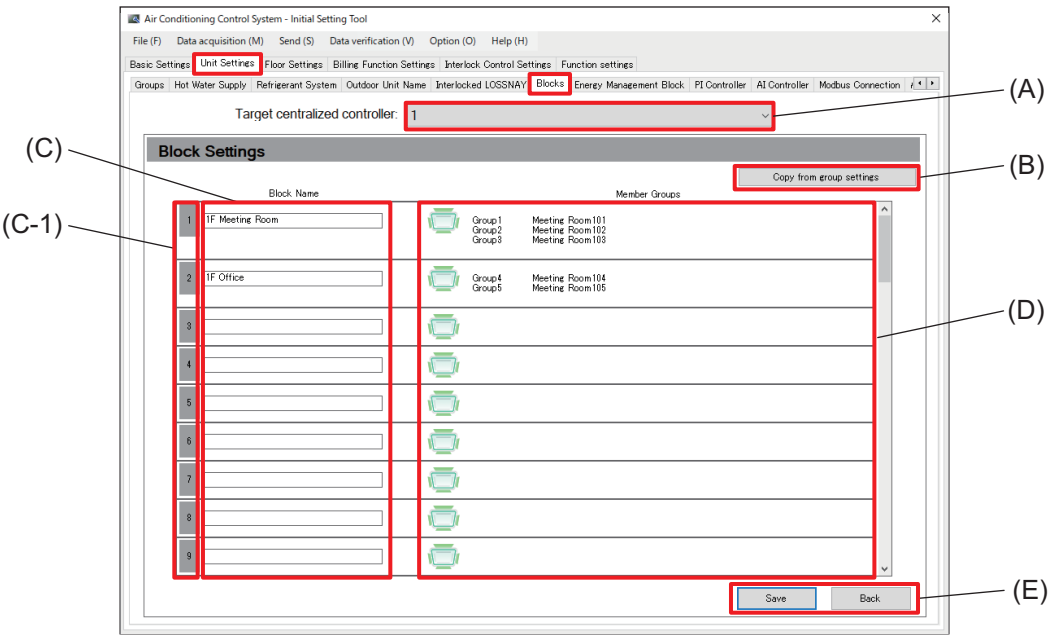 Air Conditioning Control System - Initial Setting Tool
File (F) Data acquisition (M) Send (S) Data verification (V) Option (O) Help (H)
Basic Settings Unit Settings Floor Settings Billing Function Settings Interlock Control Settings Function settings
Groups Hot Water Supply Refrigerant System Outdoor Unit Name Interlocked LOSSNAY Blocks Energy Management Block PI Controller AI Controller Modbus Connection
(A)
Target centralized controller: 1
(C)
Block Settings
(B)
Copy from group settings
Block Name Member Groups
(C-1)
1 1F Meeting Room Group1 Meeting Room101
Group2 Meeting Room102
Group3 Meeting Room103
2 1F Office Group4 Meeting Room104
Group5 Meeting Room105
(D)
3
4
5
6
7
8
9
Save Back
(E)